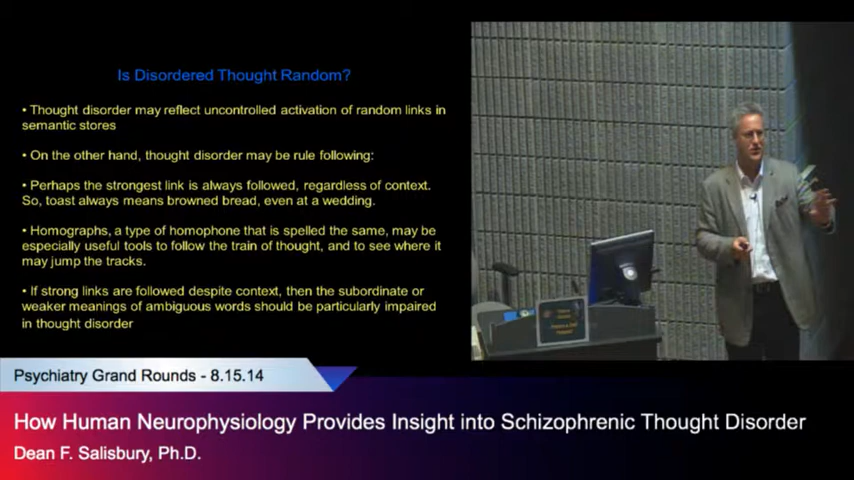 Is Disordered Thought Random?
• Thought disorder may reflect uncontrolled activation of random links in
semantic stores
• On the other hand, thought disorder may be rule following:
• Perhaps the strongest link is always followed, regardless of context.
So, toast always means browned bread, even at a wedding.
• Homographs, a type of homophone that is spelled the same, may be
especially useful tools to follow the train of thought, and to see where it
may jump the tracks.
• If strong links are followed despite context, then the subordinate or
weaker meanings of ambiguous words should be particularly impaired
in thought disorder
Psychiatry Grand Rounds - 8.15.14
How Human Neurophysiology Provides Insight into Schizophrenic Thought Disorder
Dean F. Salisbury, Ph.D.